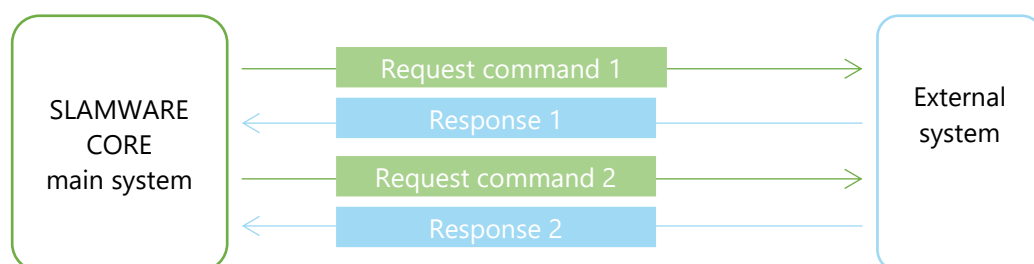 SLAMWARE
CORE
main system
Request command 1
Response 1
Request command 2
Response 2
External
system